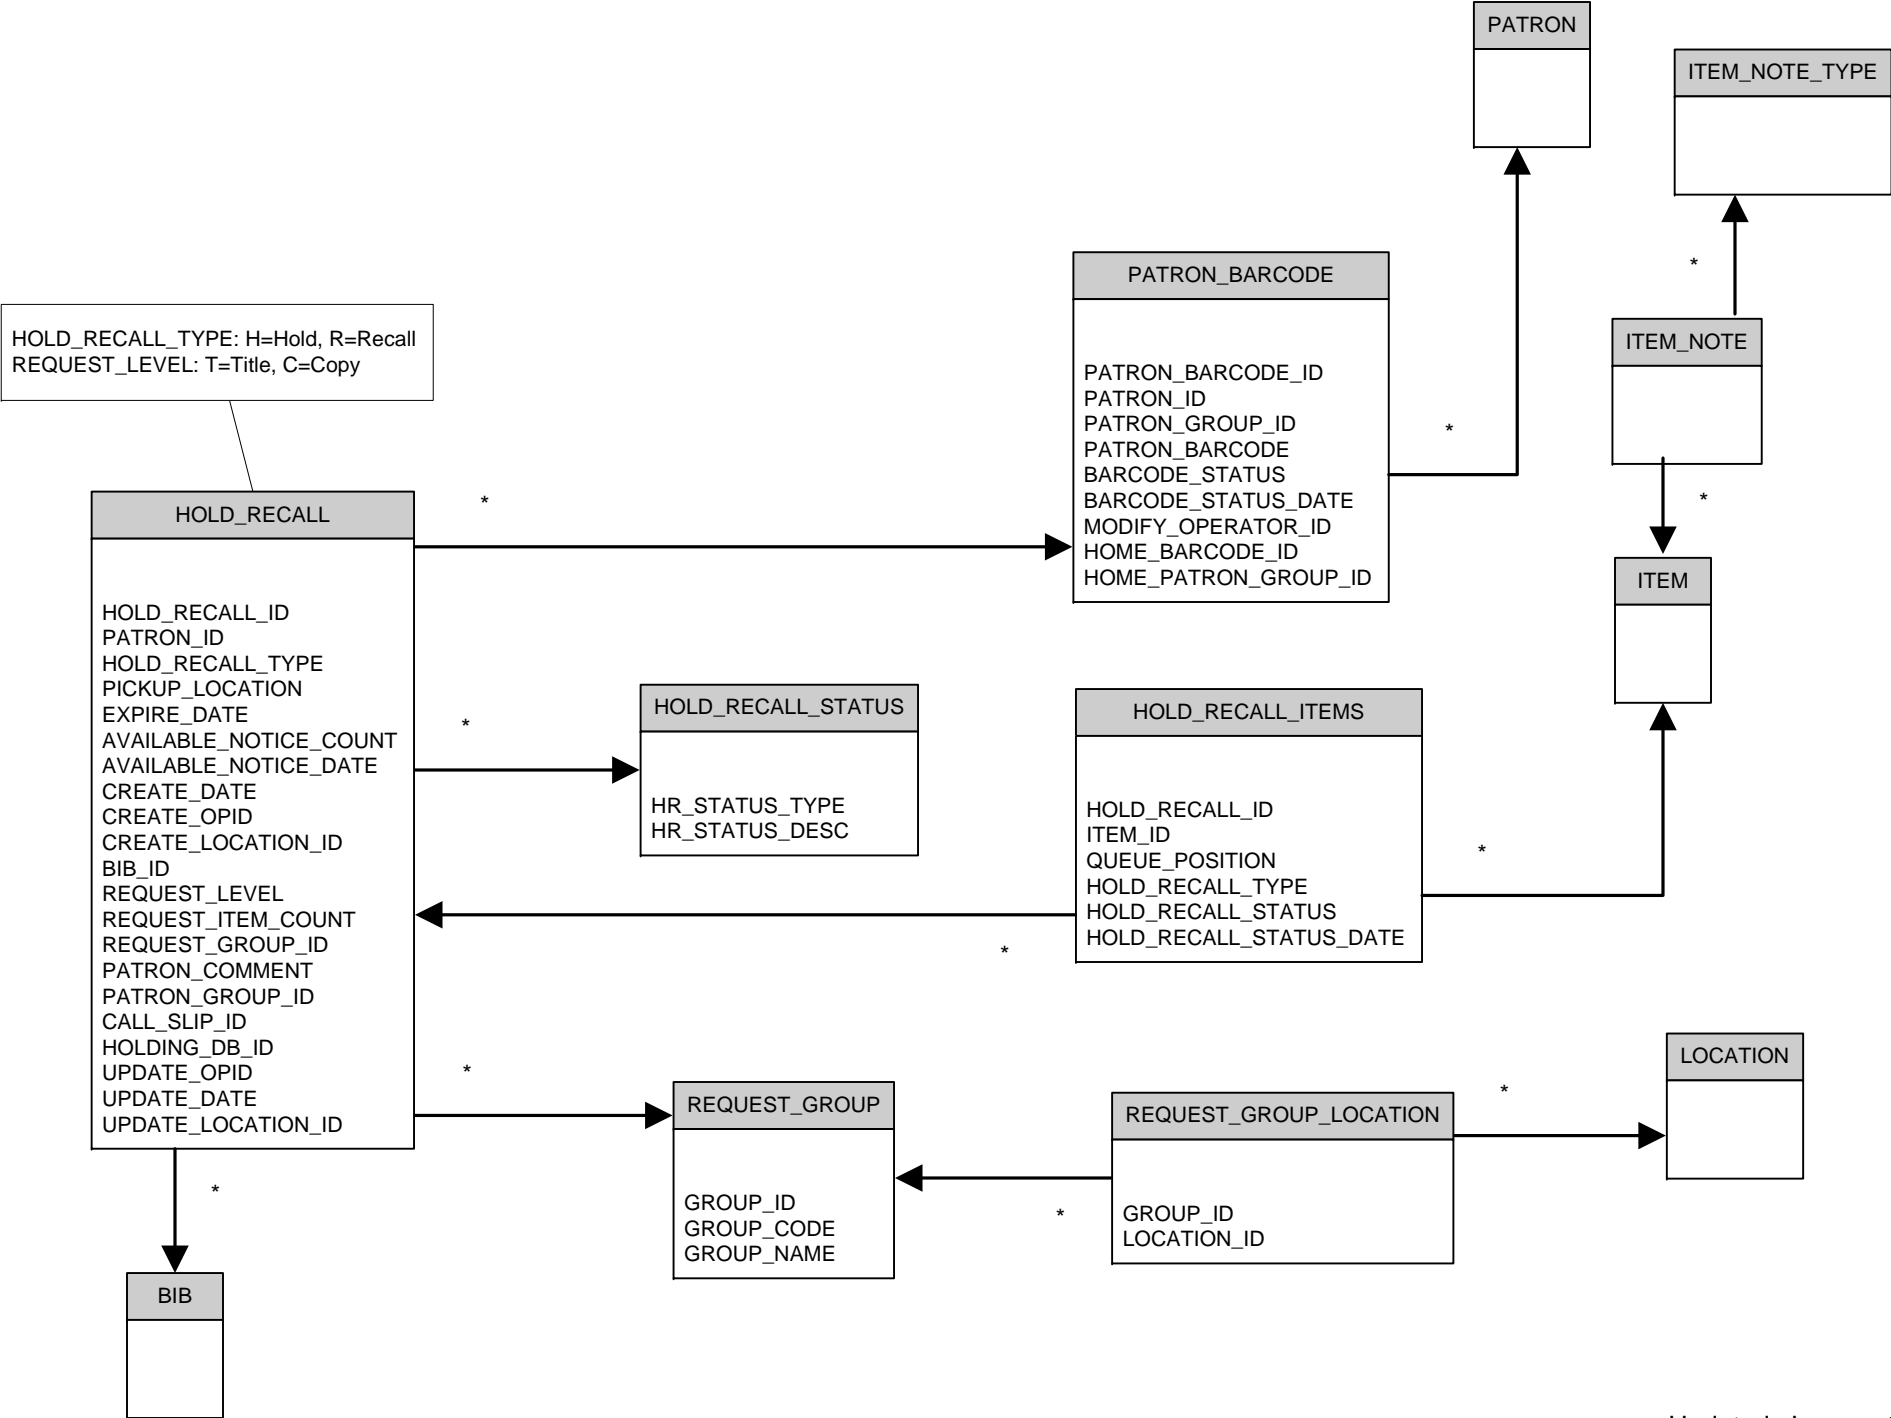 PATRON
ITEM_NOTE_TYPE
PATRON_BARCODE
*
HOLD_RECALL_TYPE: H=Hold, R=Recall
REQUEST_LEVEL: T=Title, C=Copy
ITEM_NOTE
PATRON_BARCODE_ID
PATRON_ID
PATRON_GROUP_ID
PATRON_BARCODE
BARCODE_STATUS
BARCODE_STATUS_DATE
MODIFY_OPERATOR_ID
HOME_BARCODE_ID
HOME_PATRON_GROUP_ID
*
*
*
HOLD_RECALL
HOLD_RECALL_ID
PATRON_ID
HOLD_RECALL_TYPE
PICKUP_LOCATION
EXPIRE_DATE
AVAILABLE_NOTICE_COUNT
AVAILABLE_NOTICE_DATE
CREATE_DATE
CREATE_OPID
CREATE_LOCATION_ID
BIB_ID
REQUEST_LEVEL
REQUEST_ITEM_COUNT
REQUEST_GROUP_ID
PATRON_COMMENT
PATRON_GROUP_ID
CALL_SLIP_ID
HOLDING_DB_ID
UPDATE_OPID
UPDATE_DATE
UPDATE_LOCATION_ID
ITEM
*
HOLD_RECALL_STATUS
HR_STATUS_TYPE
HR_STATUS_DESC
HOLD_RECALL_ITEMS
HOLD_RECALL_ID
ITEM_ID
QUEUE_POSITION
HOLD_RECALL_TYPE
HOLD_RECALL_STATUS
HOLD_RECALL_STATUS_DATE
*
*
*
REQUEST_GROUP
GROUP_ID
GROUP_CODE
GROUP_NAME
REQUEST_GROUP_LOCATION
GROUP_ID
LOCATION_ID
*
LOCATION
*
*
BIB